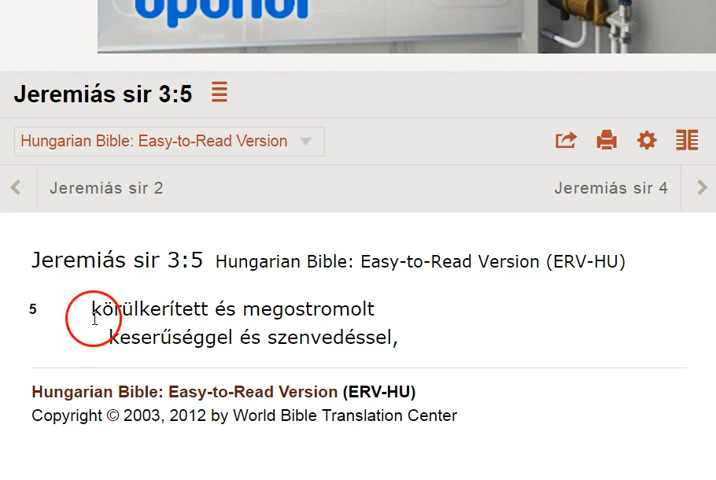 uponor
Jeremiás sir 3:5
Hungarian Bible: Easy-to-Read Version
Jeremiás sir 2
Jeremiás sir 4
Jeremiás sir 3:5 Hungarian Bible: Easy-to-Read Version (ERV-HU)
5 körülkerített és megostromolt
keserűséggel és szenvedéssel,
Hungarian Bible: Easy-to-Read Version (ERV-HU)
Copyright © 2003, 2012 by World Bible Translation Center